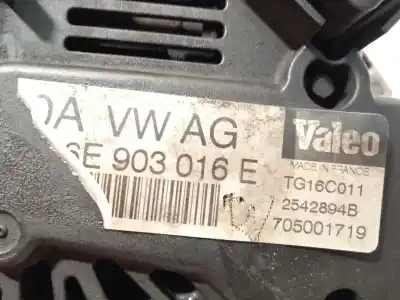 0A VW AG
6E 903 016 E
Valeo
MADE IN FRANCE
TG16C011
2542894B
705001719